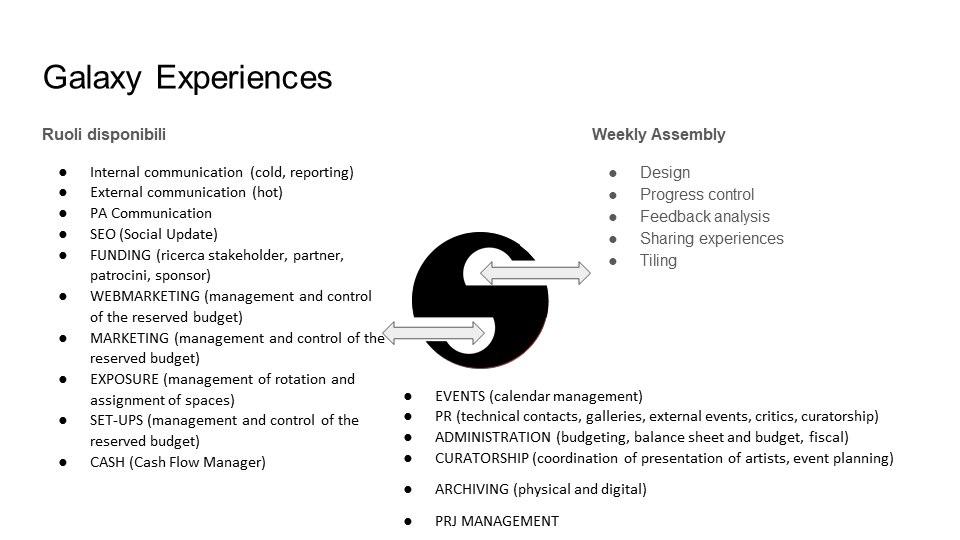 Galaxy Experiences
Ruoli disponibili
● Internal communication (cold, reporting)
● External communication (hot)
● PA Communication
● SEO (Social Update)
● FUNDING (ricerca stakeholder, partner,
patrocini, sponsor)
● WEBMARKETING (management and control
of the reserved budget)
● MARKETING (management and control of the
reserved budget)
● EXPOSURE (management of rotation and
assignment of spaces)
● SET-UPS (management and control of the
reserved budget)
● CASH (Cash Flow Manager)
Weekly Assembly
● Design
● Progress control
● Feedback analysis
● Sharing experiences
● Tiling
● EVENTS (calendar management)
● PR (technical contacts, galleries, external events, critics, curatorship)
● ADMINISTRATION (budgeting, balance sheet and budget, fiscal)
● CURATORSHIP (coordination of presentation of artists, event planning)
● ARCHIVING (physical and digital)
● PRJ MANAGEMENT